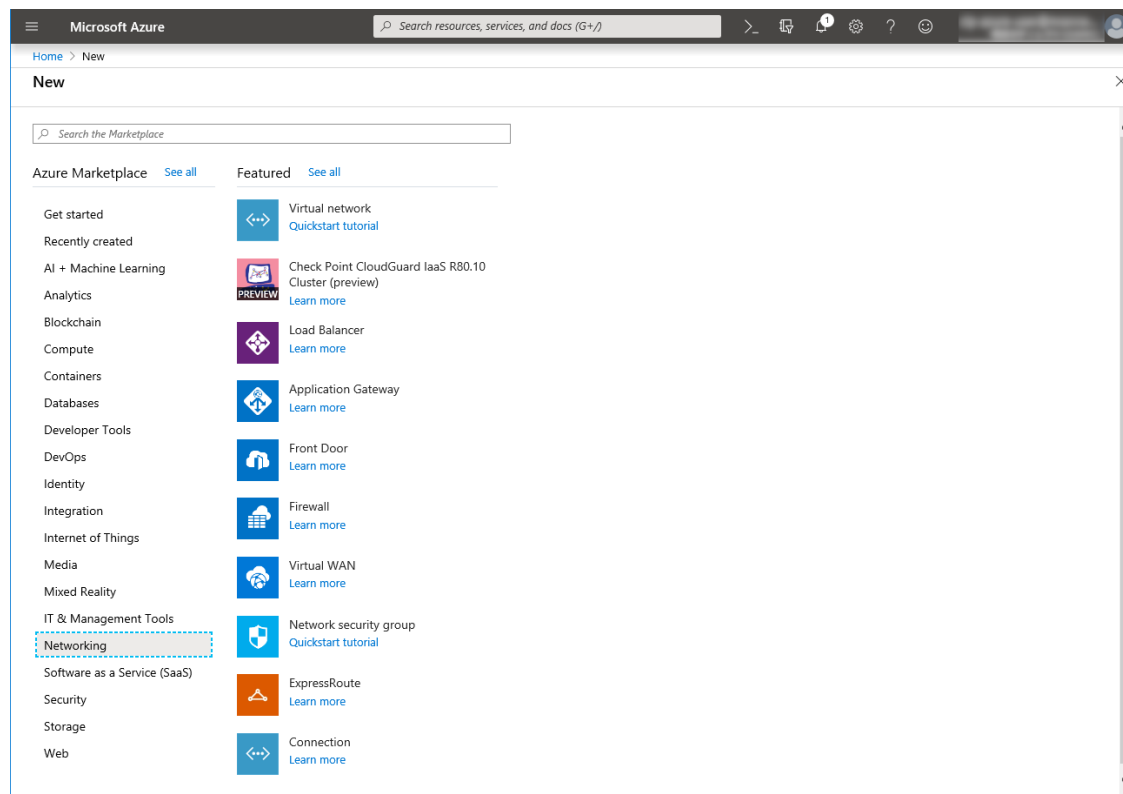 Microsoft Azure
Search resources, services, and docs (G+/)
>_
1
?
Home > New
New
Search the Marketplace
Azure Marketplace See all
Get started
Recently created
AI + Machine Learning
Analytics
Blockchain
Compute
Containers
Databases
Developer Tools
DevOps
Identity
Integration
Internet of Things
Media
Mixed Reality
IT & Management Tools
Networking
Software as a Service (SaaS)
Security
Storage
Web
Featured See all
Virtual network
Quickstart tutorial
PREVIEW
Check Point CloudGuard IaaS R80.10
Cluster (preview)
Learn more
Load Balancer
Learn more
Application Gateway
Learn more
Front Door
Learn more
Firewall
Learn more
Virtual WAN
Learn more
Network security group
Quickstart tutorial
ExpressRoute
Learn more
Connection
Learn more